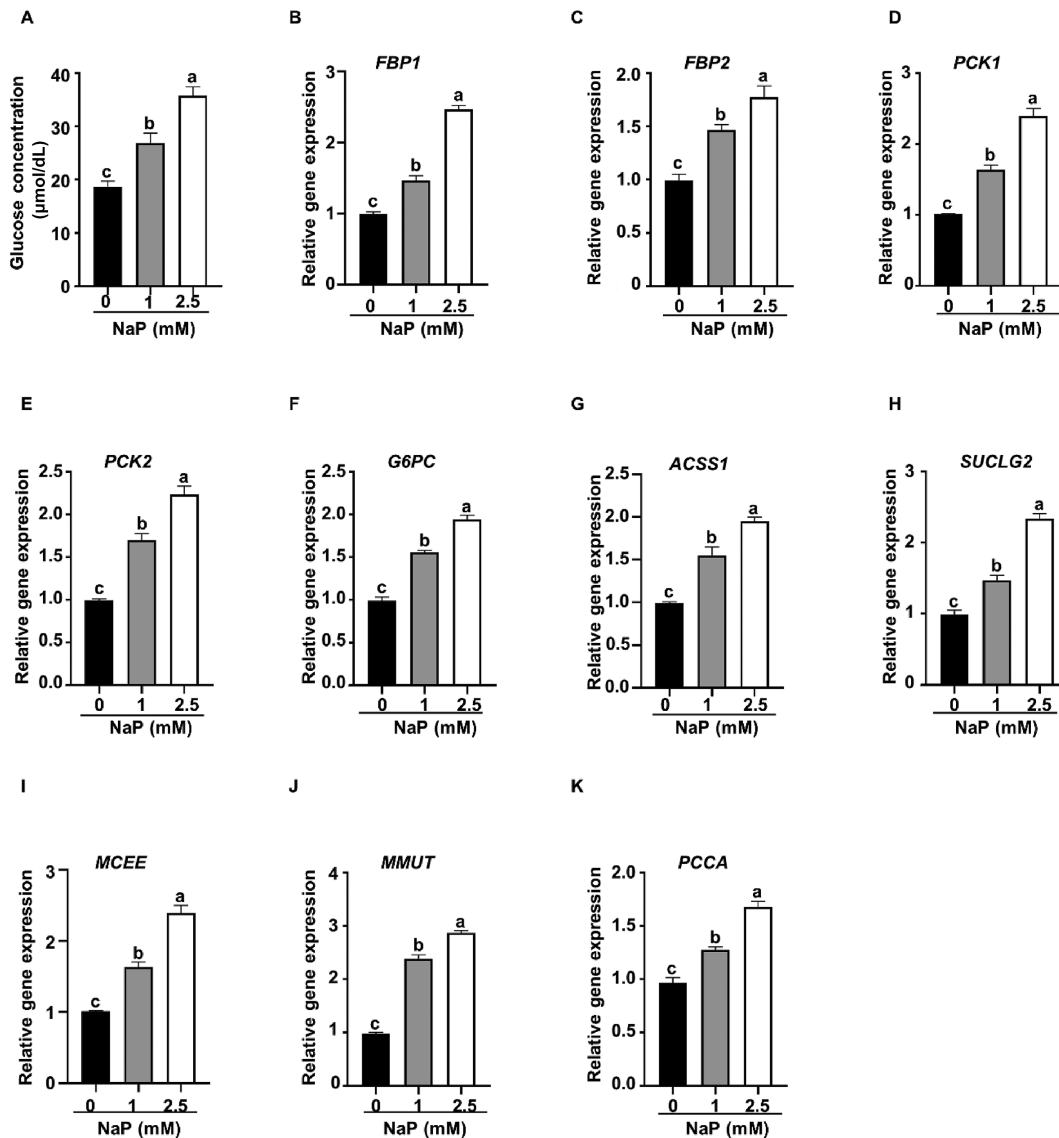 A
Glucose concentration
(μmol/dL)
40
30
20
10
0
c
b
a
0 1 2.5
NaP (mM)
B
FBP1
Relative gene expression
3
2
1
0
c
b
a
0 1 2.5
NaP (mM)
C
FBP2
Relative gene expression
2.0
1.5
1.0
0.5
0
c
b
a
0 1 2.5
NaP (mM)
D
PCK1
Relative gene expression
3
2
1
0
c
b
a
0 1 2.5
NaP (mM)
E
PCK2
Relative gene expression
2.5
2.0
1.5
1.0
0.5
0.0
c
b
a
0 1 2.5
NaP (mM)
F
G6PC
Relative gene expression
2.5
2.0
1.5
1.0
0.5
0.0
c
b
a
0 1 2.5
NaP (mM)
G
ACSS1
Relative gene expression
2.5
2.0
1.5
1.0
0.5
0.0
c
b
a
0 1 2.5
NaP (mM)
H
SUCLG2
Relative gene expression
3
2
1
0
c
b
a
0 1 2.5
NaP (mM)
I
MCEE
Relative gene expression
3
2
1
0
c
b
a
0 1 2.5
NaP (mM)
J
MMUT
Relative gene expression
4
3
2
1
0
c
b
a
0 1 2.5
NaP (mM)
K
PCCA
Relative gene expression
2.0
1.5
1.0
0.5
0.0
c
b
a
0 1 2.5
NaP (mM)